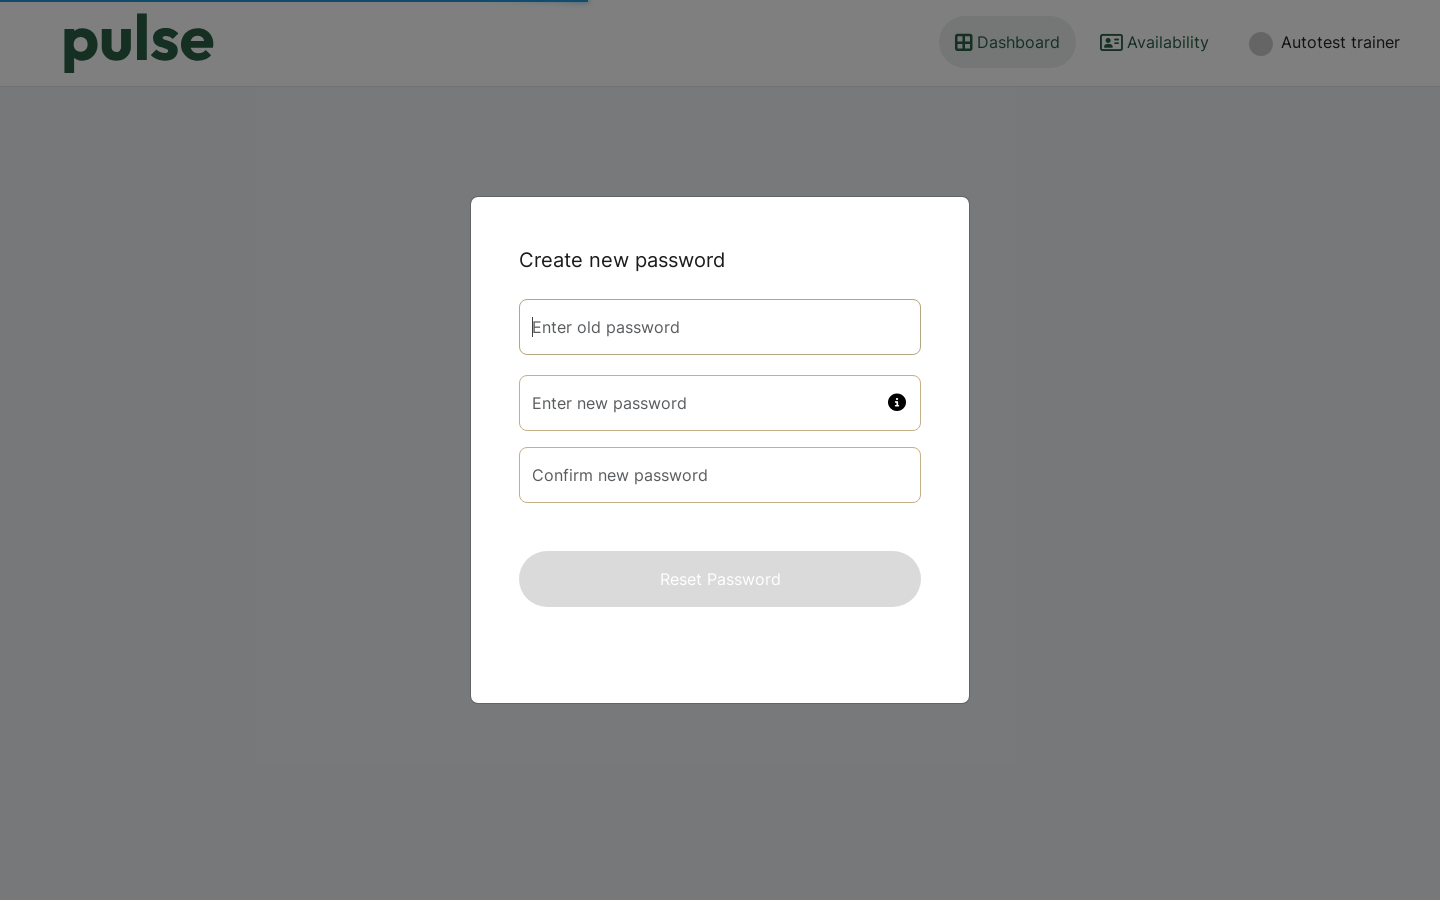 pulse
Dashboard
Availability
Autotest trainer
Create new password
Enter old password
Enter new password
Confirm new password
Reset Password